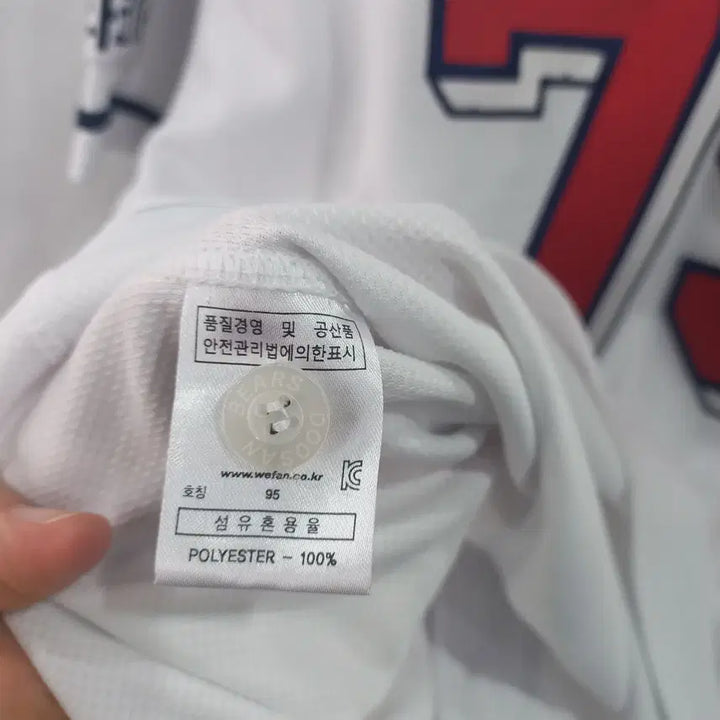 품질경영 및 공산품
안전관리법에의한표시
BEARS
DOOSAN
www.wefan.co.kr
호칭 95
섬유혼용율
POLYESTER - 100%
7